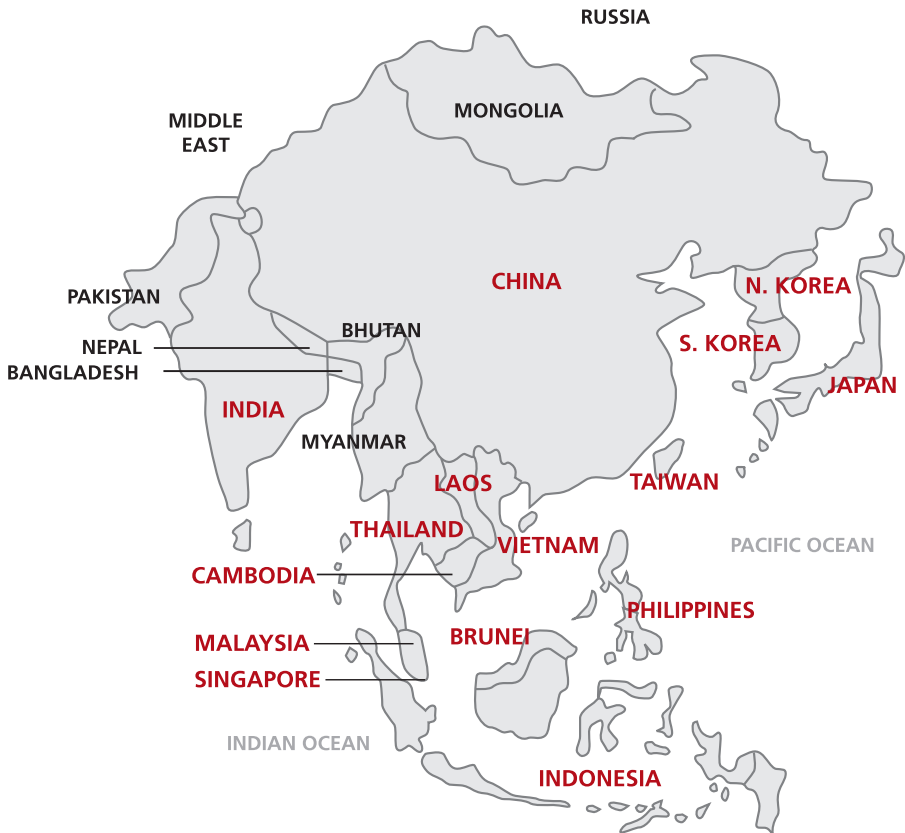 RUSSIA
MONGOLIA
MIDDLE
EAST
CHINA
N. KOREA
PAKISTAN
BHUTAN
S. KOREA
NEPAL
BANGLADESH
JAPAN
INDIA
MYANMAR
LAOS
TAIWAN
THAILAND
VIETNAM
PACIFIC OCEAN
CAMBODIA
PHILIPPINES
BRUNEI
MALAYSIA
SINGAPORE
INDIAN OCEAN
INDONESIA